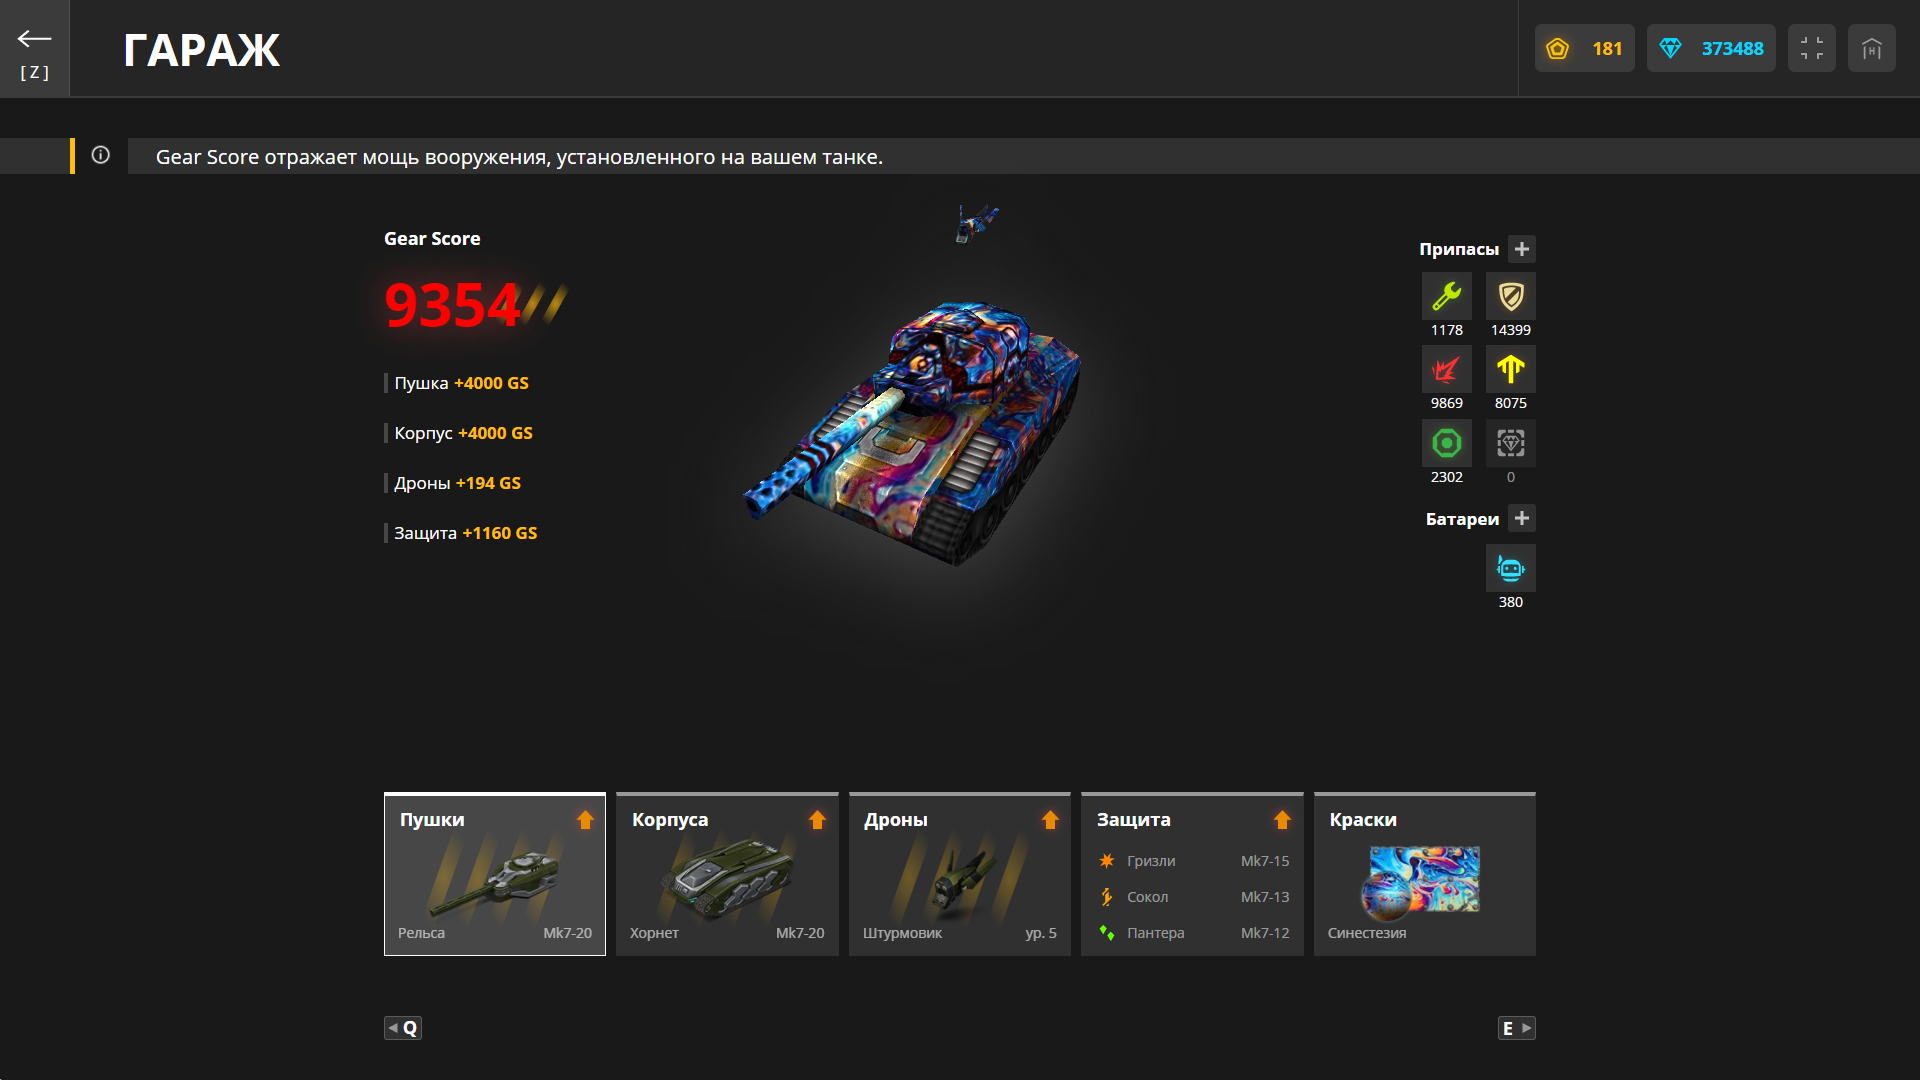 [Z]
ГАРАЖ
181
373488
Gear Score отражает мощь вооружения, установленного на вашем танке.
Gear Score
9354
Пушка +4000 GS
Корпус +4000 GS
Дроны +194 GS
Защита +1160 GS
Припасы +
1178
14399
9869
8075
2302
0
Батареи +
380
Пушки
Рельса
Mk7-20
Корпуса
Хорнет
Mk7-20
Дроны
Штурмовик
ур. 5
Защита
Гризли
Mk7-15
Сокол
Mk7-13
Пантера
Mk7-12
Краски
Синестезия
Q
E